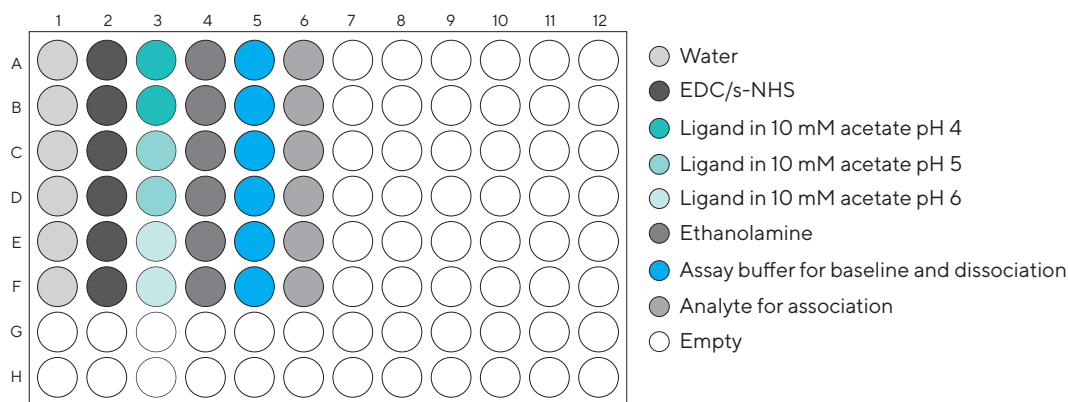 1 2 3 4 5 6 7 8 9 10 11 12
A
B
C
D
E
F
G
H
Water
EDC/s-NHS
Ligand in 10 mM acetate pH 4
Ligand in 10 mM acetate pH 5
Ligand in 10 mM acetate pH 6
Ethanolamine
Assay buffer for baseline and dissociation
Analyte for association
Empty